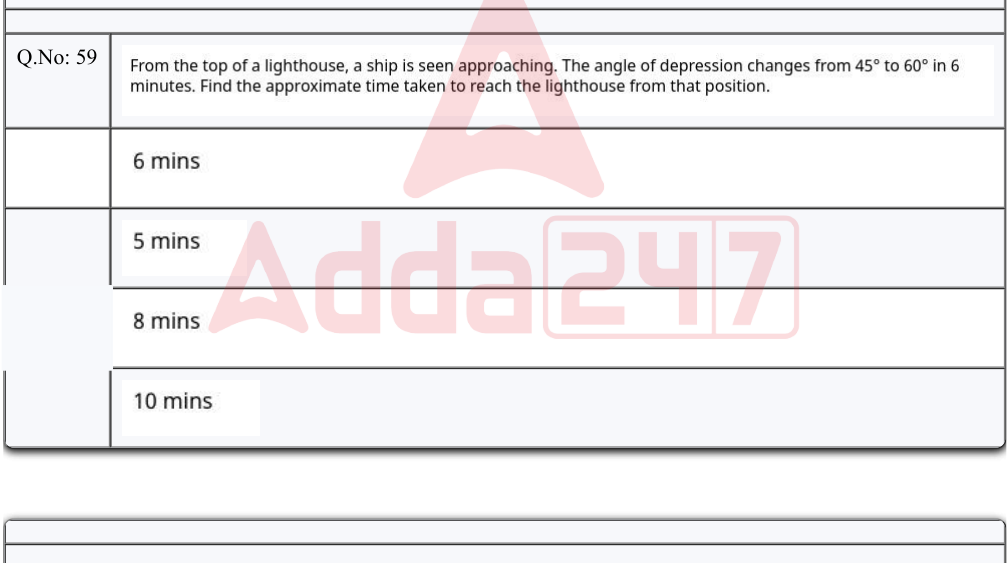 Q.No: 59
From the top of a lighthouse, a ship is seen approaching. The angle of depression changes from 45° to 60° in 6
minutes. Find the approximate time taken to reach the lighthouse from that position.
6 mins
5 mins
Adda247
8 mins
10 mins